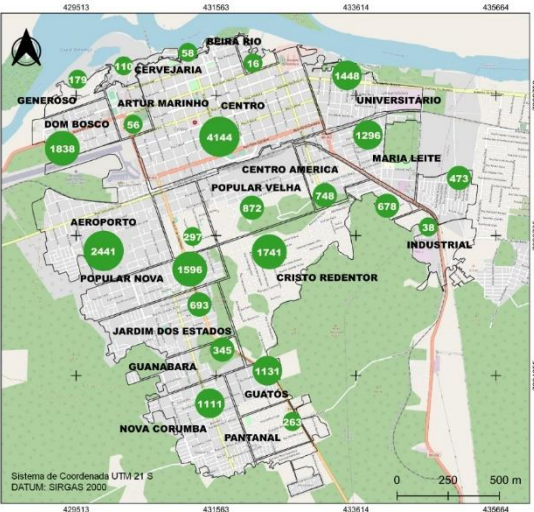 429513 431563 433614 435664
BEIRA RIO
58
110
16
CERVEJARIA
1448
179
GENEROSO
ARTUR MARINHO
CENTRO
UNIVERSITÁRIO
DOM BOSCO
56
4144
1296
1838
MARIA LEITE
CENTRO AMERICA
473
POPULAR VELHA
748
872
678
AEROPORTO
38
297
2441
1741
INDUSTRIAL
1596
POPULAR NOVA
CRISTO REDENTOR
693
JARDIM DOS ESTADOS
345
GUANABARA
1131
GUATÓS
1111
263
NOVA CORUMBA
PANTANAL
Sistema de Coordenada UTM 21 S
DATUM: SIRGAS 2000
0 250 500 m
429513 431563 433614 435664